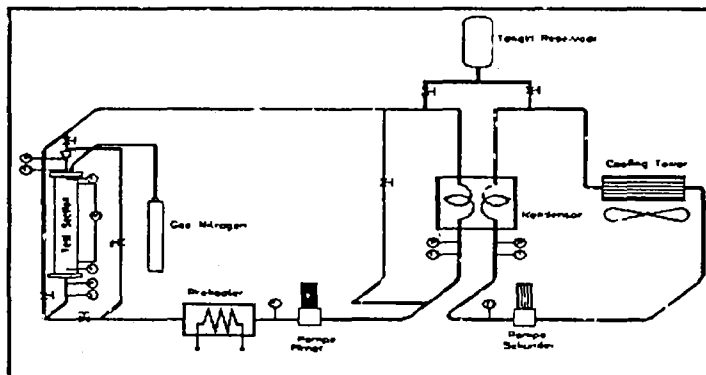 Tangki Reservoir
Cooling Tower
Kondensor
Test Section
Gas Nitrogen
Preheater
Pompa
Primer
Pompa
Sekunder